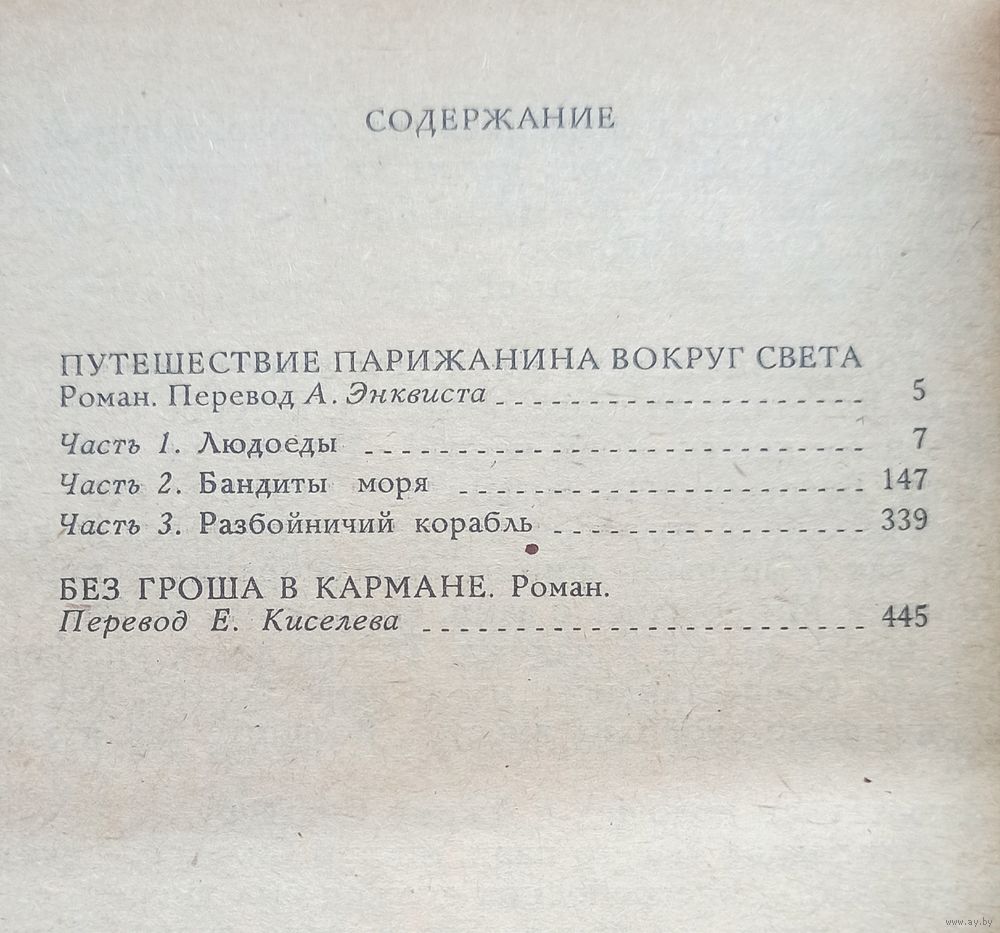 СОДЕРЖАНИЕ
ПУТЕШЕСТВИЕ ПАРИЖАНИНА ВОКРУГ СВЕТА
Роман. Перевод А. Энквиста 5
Часть 1. Людоеды 7
Часть 2. Бандиты моря 147
Часть 3. Разбойничий корабль 339
БЕЗ ГРОША В КАРМАНЕ. Роман.
Перевод Е. Киселева 445
www.ay.by